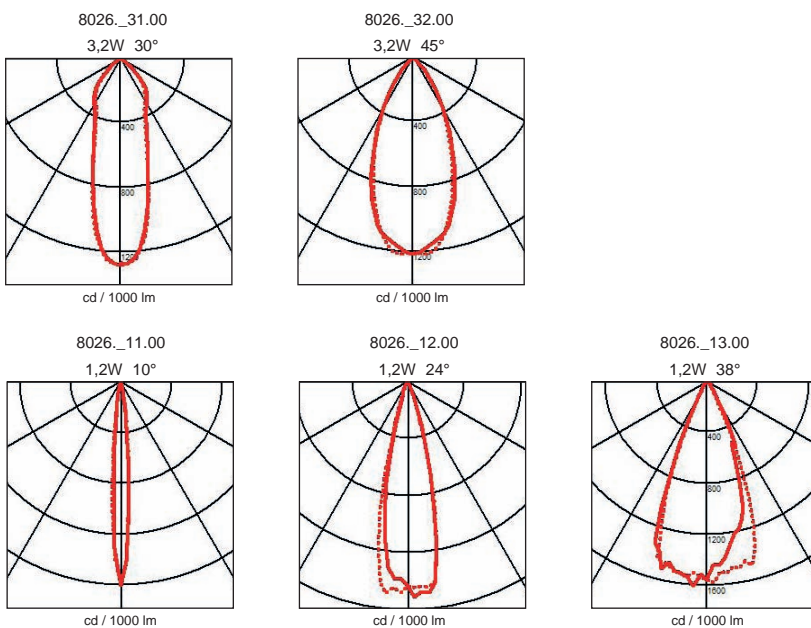 8026._31.00
3,2W 30°
400
800
120
cd / 1000 lm
8026._32.00
3,2W 45°
400
800
1200
cd / 1000 lm
8026._11.00
1,2W 10°
cd / 1000 lm
8026._12.00
1,2W 24°
cd / 1000 lm
8026._13.00
1,2W 38°
400
800
1200
1600
cd / 1000 lm